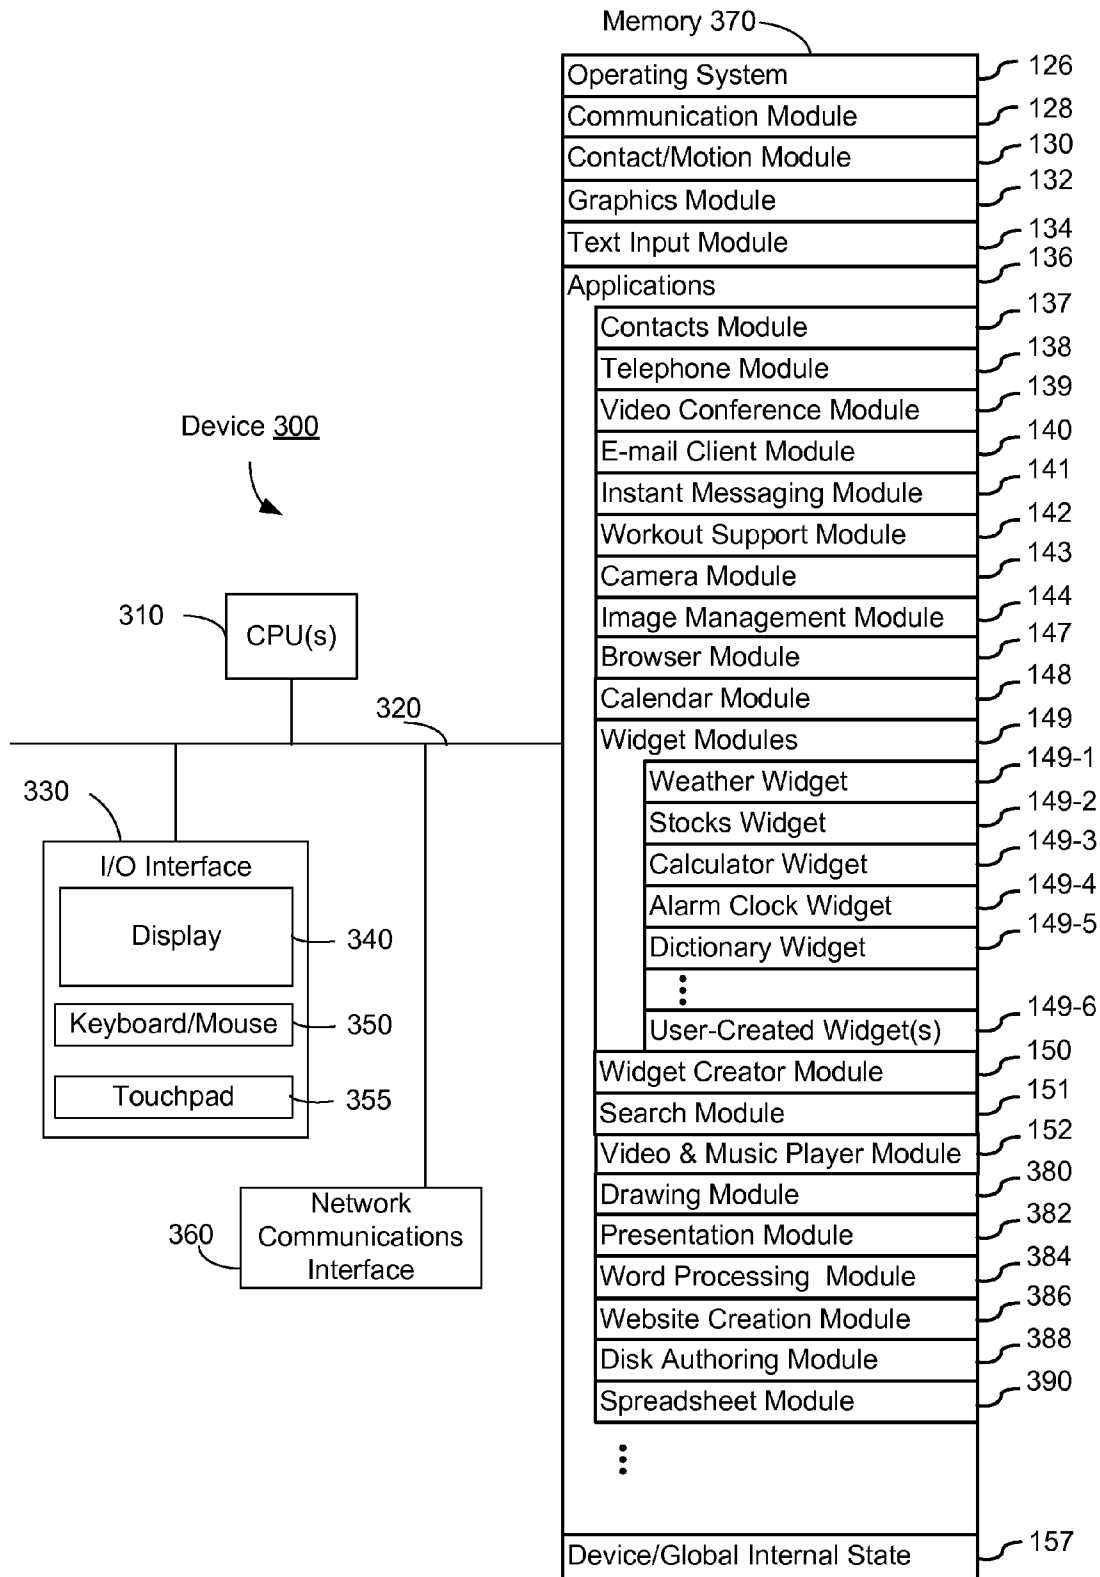 Memory 370
Operating System 126
Communication Module 128
Contact/Motion Module 130
Graphics Module 132
Text Input Module 134
Applications 136
Contacts Module 137
Telephone Module 138
Video Conference Module 139
E-mail Client Module 140
Instant Messaging Module 141
Workout Support Module 142
Camera Module 143
Image Management Module 144
Browser Module 147
Calendar Module 148
Widget Modules 149
Weather Widget 149-1
Stocks Widget 149-2
Calculator Widget 149-3
Alarm Clock Widget 149-4
Dictionary Widget 149-5
User-Created Widget(s) 149-6
Widget Creator Module 150
Search Module 151
Video & Music Player Module 152
Drawing Module 380
Presentation Module 382
Word Processing Module 384
Website Creation Module 386
Disk Authoring Module 388
Spreadsheet Module 390
Device/Global Internal State 157
Device 300
310
CPU(s)
320
330
I/O Interface
Display 340
Keyboard/Mouse 350
Touchpad 355
360
Network
Communications
Interface